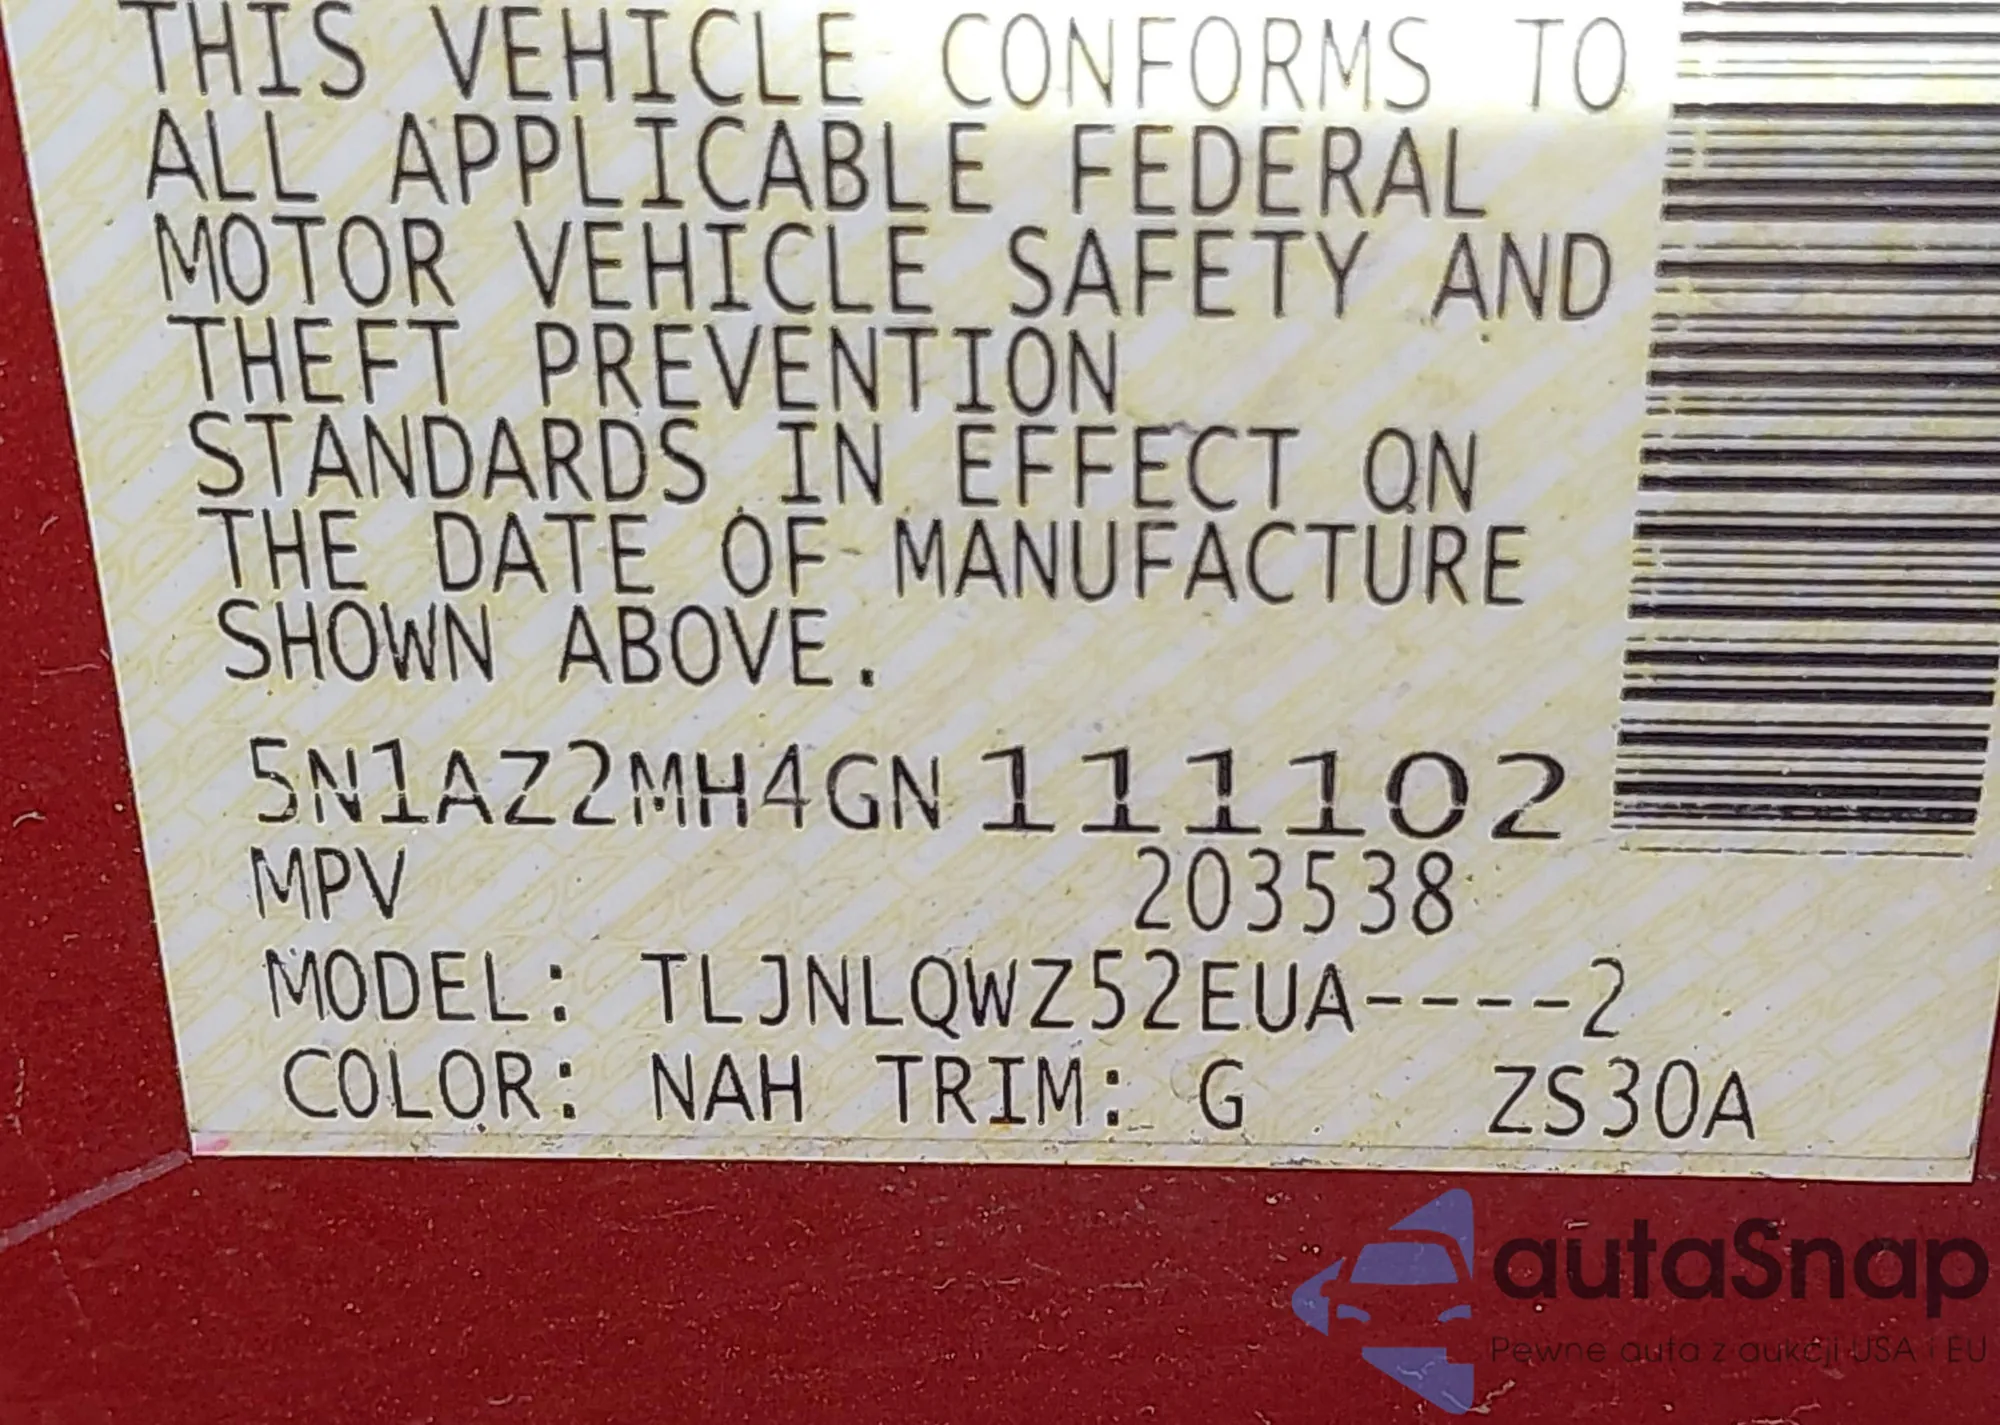 THIS VEHICLE CONFORMS TO
ALL APPLICABLE FEDERAL
MOTOR VEHICLE SAFETY AND
THEFT PREVENTION
STANDARDS IN EFFECT ON
THE DATE OF MANUFACTURE
SHOWN ABOVE.
5N1AZ2MH4GN111102
MPV 203538
MODEL: TLJNLQWZ52EUA----2
COLOR: NAH TRIM: G ZS30A
autaSnap
Pewne auta z aukcji USA i EU